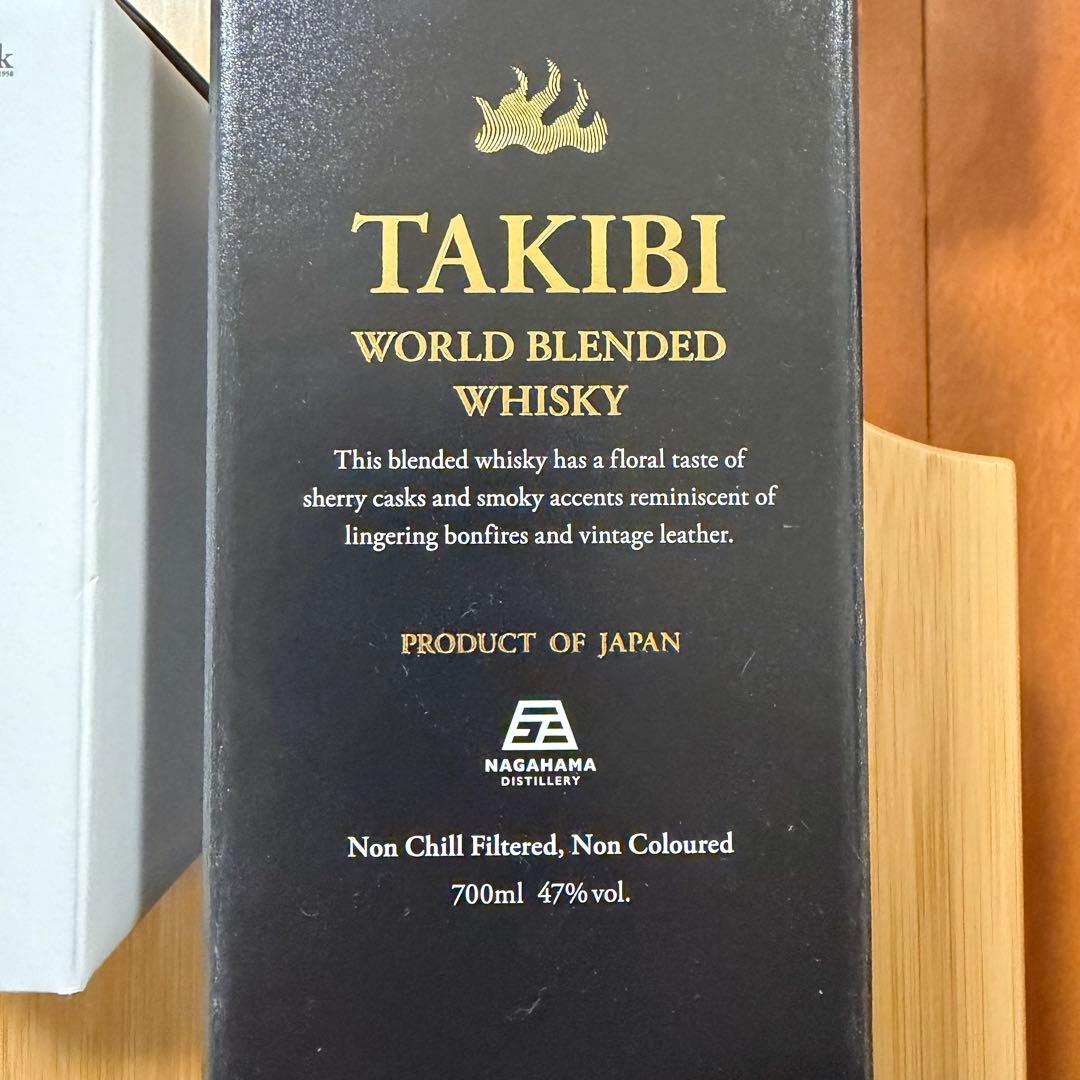 1958
TAKIBI
WORLD BLENDED
WHISKY
This blended whisky has a floral taste of
sherry casks and smoky accents reminiscent of
lingering bonfires and vintage leather.
PRODUCT OF JAPAN
NAGAHAMA
DISTILLERY
Non Chill Filtered, Non Coloured
700ml 47% vol.